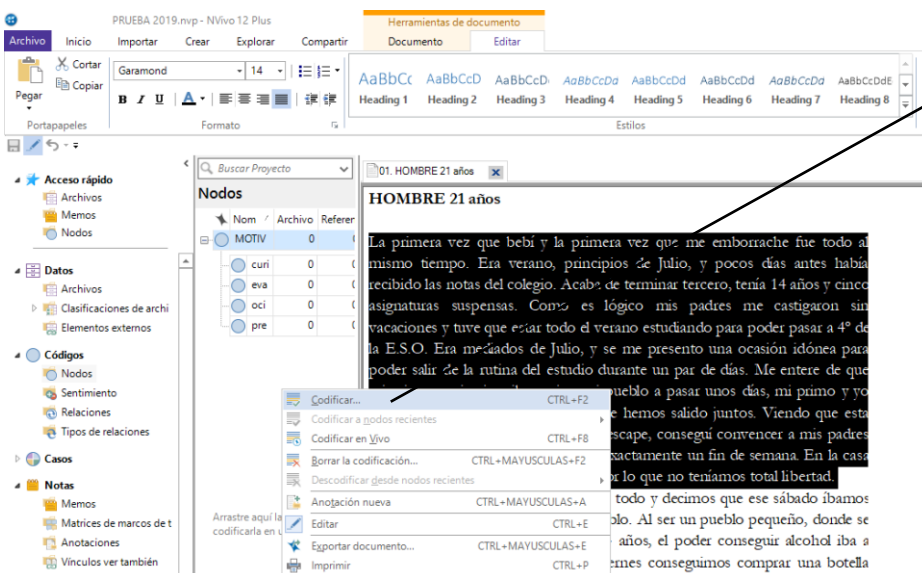 PRUEBA 2019.nvp - NVivo 12 Plus
Herramientas de documento
Archivo Inicio Importar Crear Explorar Compartir Documento Editar
Cortar
Copiar
Pegar
Garamond 14
B I U A
AaBbCc AaBbCcD AaBbCcD AaBbCcDd AaBbCcDd AaBbCcDd AaBbCcDd AaBbCcDdE
Heading 1 Heading 2 Heading 3 Heading 4 Heading 5 Heading 6 Heading 7 Heading 8
Portapapeles Formato Estilos
Acceso rápido
Archivos
Memos
Nodos
Datos
Archivos
Clasificaciones de archi
Elementos externos
Códigos
Nodos
Sentimiento
Relaciones
Tipos de relaciones
Casos
Notas
Memos
Matrices de marcos de t
Anotaciones
Vínculos ver también
Buscar Proyecto
Nodos
Nom Archivo Referer
MOTIV 0
curi 0
eva 0
oci 0
pre 0
Arrastre aquí la
codificarla en
01. HOMBRE 21 años
HOMBRE 21 años
La primera vez que bebí y la primera vez que me emborrache fue todo al
mismo tiempo. Era verano, principios de Julio, y pocos días antes había
recibido las notas del colegio. Acaba de terminar tercero, tenía 14 años y cinco
asignaturas suspensas. Como es lógico mis padres me castigaron sin
vacaciones y tuve que estar todo el verano estudiando para poder pasar a 4º de
la E.S.O. Era mediados de Julio, y se me presento una ocasión idónea para
poder salir de la rutina del estudio durante un par de días. Me entere de que
pueblo a pasar unos días, mi primo y yo
hemos salido juntos. Viendo que esta
scape, conseguí convencer a mis padres
xactamente un fin de semana. En la casa
or lo que no teníamos total libertad.
todo y decimos que ese sábado íbamos
blo. Al ser un pueblo pequeño, donde se
años, el poder conseguir alcohol iba a
ernes conseguimos comprar una botella
Codificar... CTRL+F2
Codificar a nodos recientes
Codificar en Vivo CTRL+F8
Borrar la codificación... CTRL+MAYUSCULAS+F2
Descodificar desde nodos recientes
Anotación nueva CTRL+MAYUSCULAS+A
Editar CTRL+E
Exportar documento... CTRL+MAYUSCULAS+E
Imprimir CTRL+P